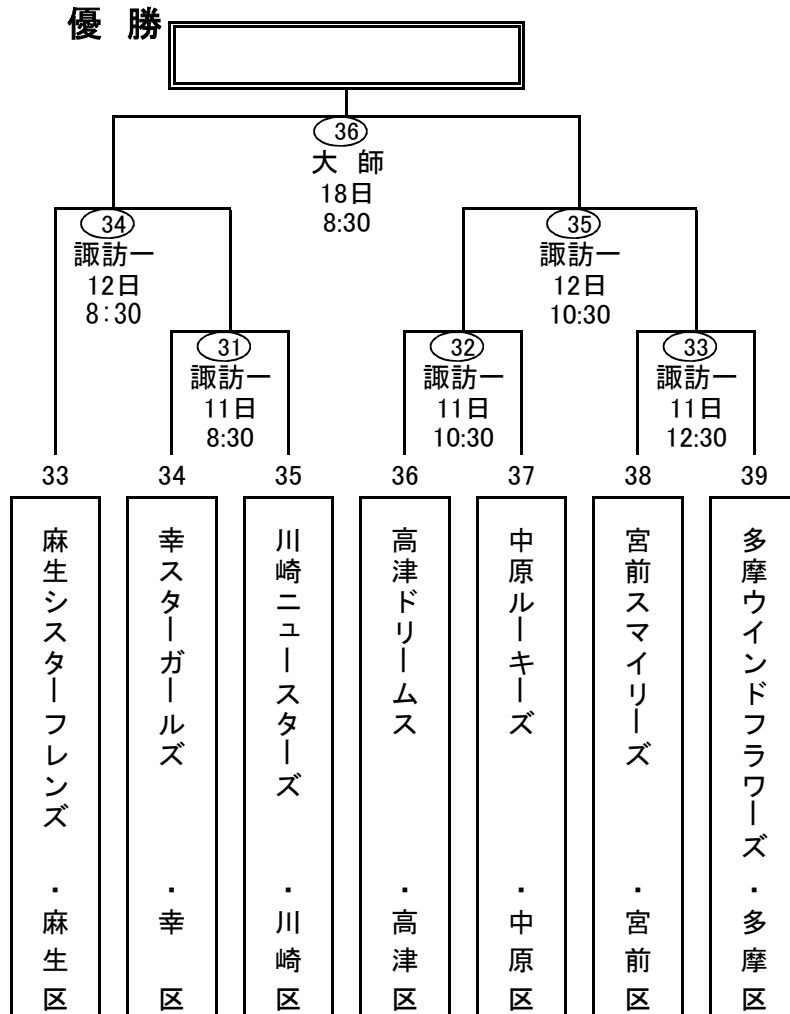 優 勝
36
大 師
18日
8:30
34
諏訪一
12日
8:30
35
諏訪一
12日
10:30
31
諏訪一
11日
8:30
32
諏訪一
11日
10:30
33
諏訪一
11日
12:30
33 34 35 36 37 38 39
麻生シスターフレンズ ・麻生区
幸スターガールズ ・幸 区
川崎ニュースターズ ・川崎区
高津ドリームス ・高津区
中原ルーキーズ ・中原区
宮前スマイリーズ ・宮前区
多摩ウインドフラワーズ・多摩区